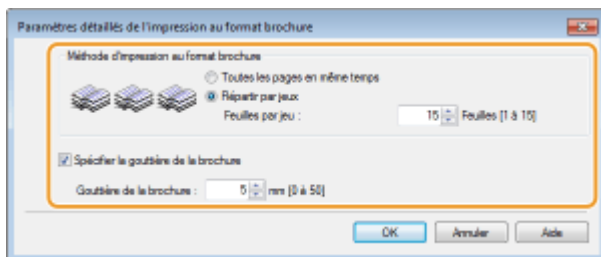 Paramètres détaillés de l'impression au format brochure
Méthode d'impression au format brochure
Toutes les pages en même temps
Répartir par jeux
Feuilles par jeu : 15 Feuilles [1 à 15]
Spécifier la gouttière de la brochure
Gouttière de la brochure : 5 mm [0 à 50]
OK Annuler Aide